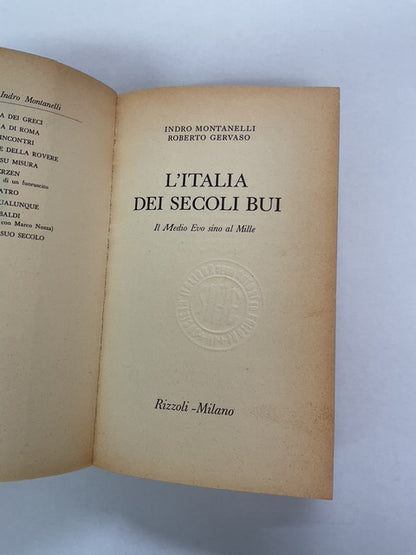 Indro Montanelli
A DEI GRECI
A DI ROMA
INCONTRI
E DELLA ROVERE
SU MISURA
ERZEN
di un fuoruscito
ATRO
UALUNQUE
BALDI
con Marco Nozza)
SUO SECOLO
INDRO MONTANELLI
ROBERTO GERVASO
L'ITALIA
DEI SECOLI BUI
Il Medio Evo sino al Mille
Rizzoli - Milano